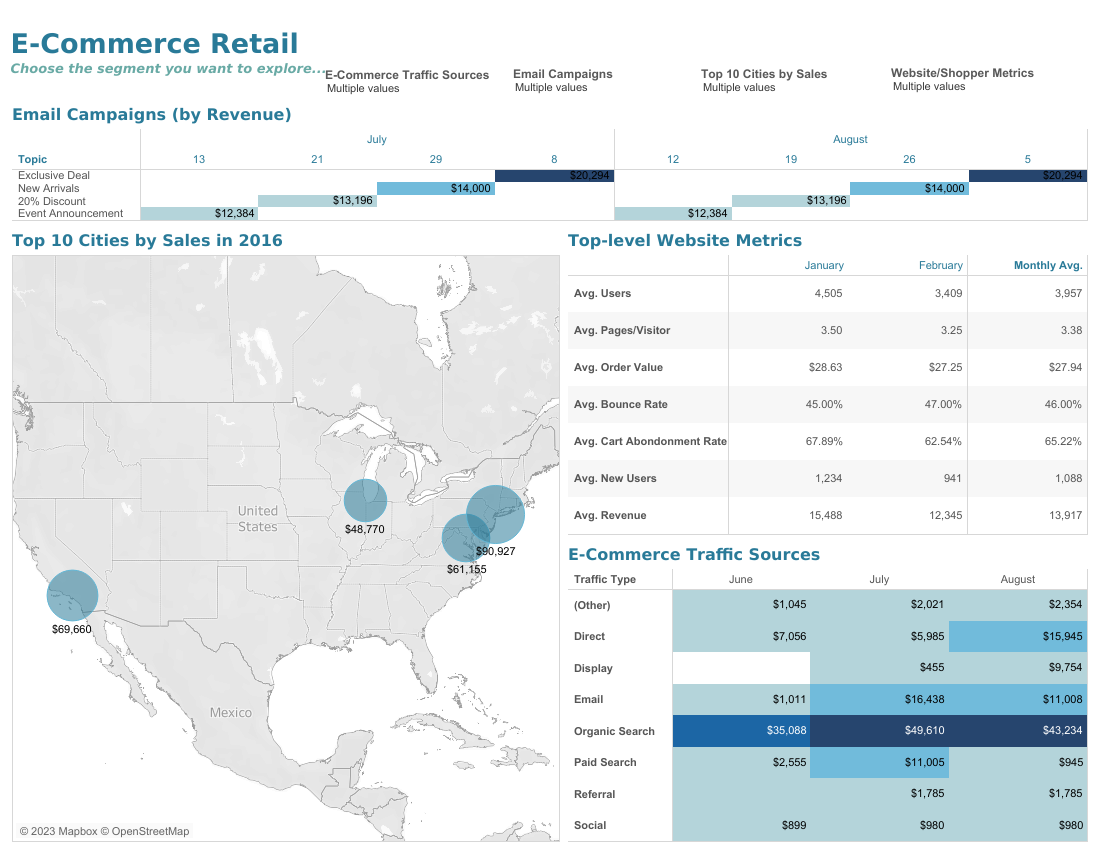 E-Commerce Retail
Choose the segment you want to explore...
E-Commerce Traffic Sources Email Campaigns Top 10 Cities by Sales Website/Shopper Metrics
Multiple values Multiple values Multiple values Multiple values
Email Campaigns (by Revenue)
July August
Topic 13 21 29 8 12 19 26 5
Exclusive Deal $20,294 $20,294
New Arrivals $14,000 $14,000
20% Discount $13,196 $13,196
Event Announcement $12,384 $12,384
Top 10 Cities by Sales in 2016
United
States
$48,770
$90,927
$61,155
$69,660
Mexico
© 2023 Mapbox © OpenStreetMap
Top-level Website Metrics
January February Monthly Avg.
Avg. Users 4,505 3,409 3,957
Avg. Pages/Visitor 3.50 3.25 3.38
Avg. Order Value $28.63 $27.25 $27.94
Avg. Bounce Rate 45.00% 47.00% 46.00%
Avg. Cart Abondonment Rate 67.89% 62.54% 65.22%
Avg. New Users 1,234 941 1,088
Avg. Revenue 15,488 12,345 13,917
E-Commerce Traffic Sources
Traffic Type June July August
(Other) $1,045 $2,021 $2,354
Direct $7,056 $5,985 $15,945
Display $455 $9,754
Email $1,011 $16,438 $11,008
Organic Search $35,088 $49,610 $43,234
Paid Search $2,555 $11,005 $945
Referral $1,785 $1,785
Social $899 $980 $980